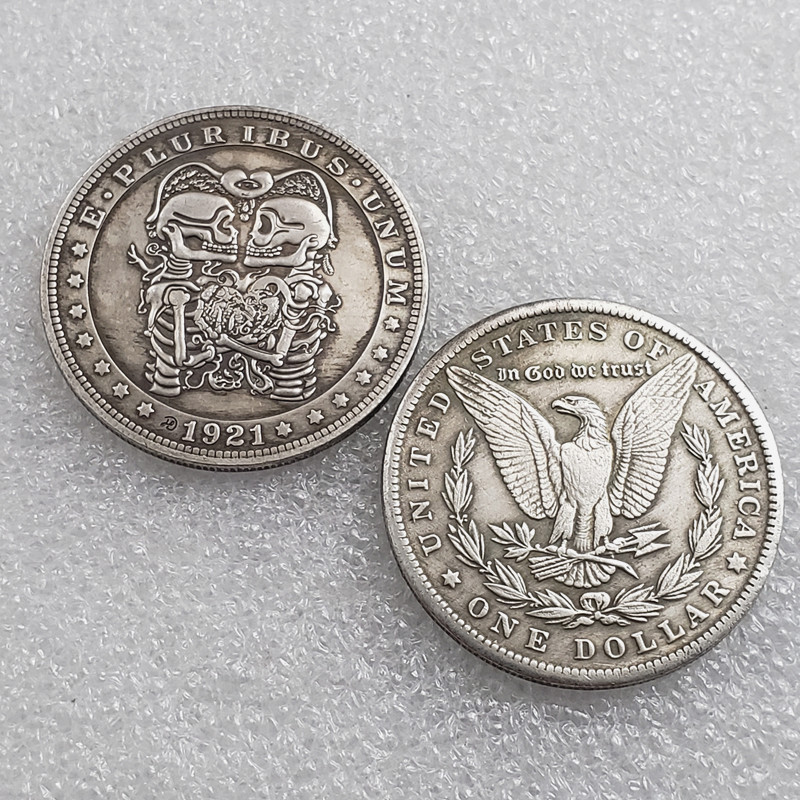 E·PLURIBUS·UNUM
1921
UNITED STATES OF AMERICA
In God we trust
ONE DOLLAR